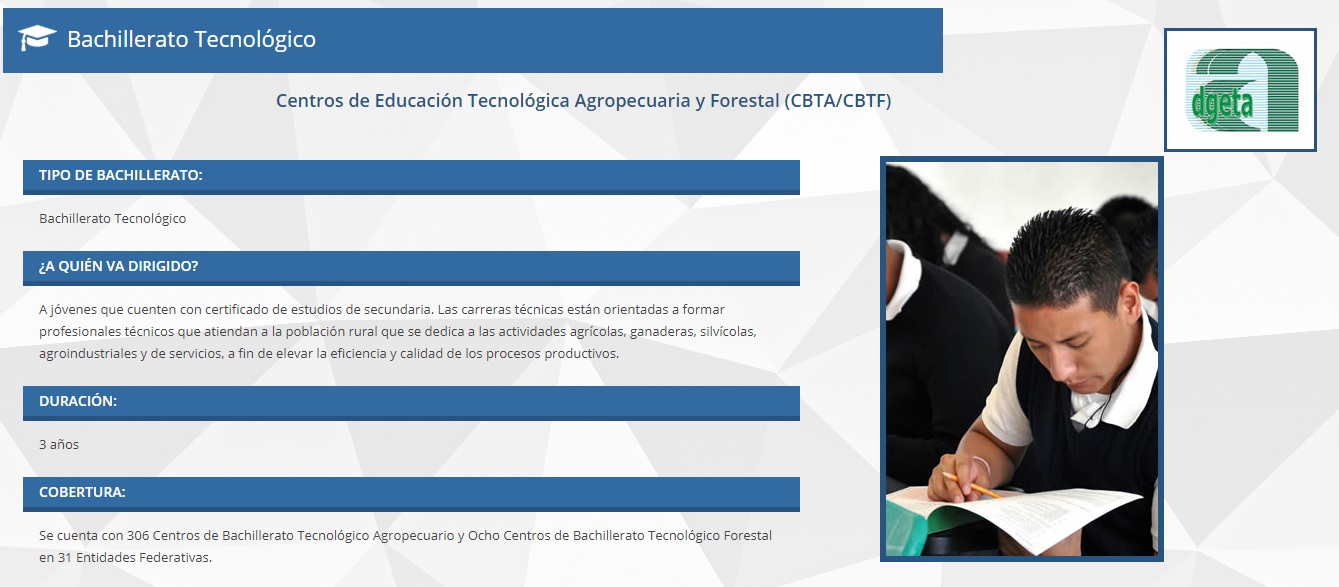 Bachillerato Tecnológico
dgeta
Centros de Educación Tecnológica Agropecuaria y Forestal (CBTA/CBTF)
TIPO DE BACHILLERATO:
Bachillerato Tecnológico
¿A QUIÉN VA DIRIGIDO?
A jóvenes que cuenten con certificado de estudios de secundaria. Las carreras técnicas están orientadas a formar
profesionales técnicos que atiendan a la población rural que se dedica a las actividades agrícolas, ganaderas, silvícolas,
agroindustriales y de servicios, a fin de elevar la eficiencia y calidad de los procesos productivos.
DURACIÓN:
3 años
COBERTURA:
Se cuenta con 306 Centros de Bachillerato Tecnológico Agropecuario y Ocho Centros de Bachillerato Tecnológico Forestal
en 31 Entidades Federativas.